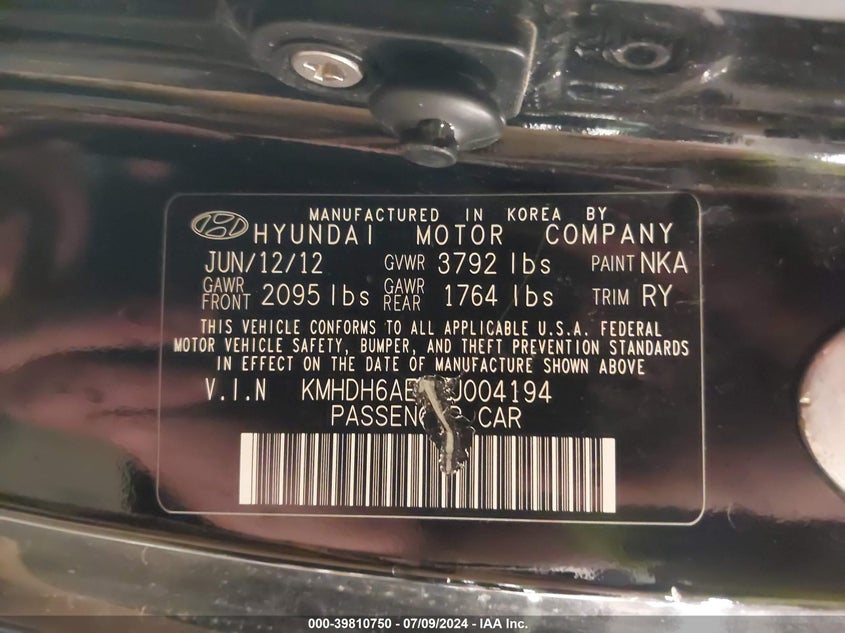 MANUFACTURED IN KOREA BY
HYUNDAI MOTOR COMPANY
JUN/12/12 GVWR 3792 lbs PAINT NKA
GAWR FRONT 2095 lbs GAWR REAR 1764 lbs TRIM RY
THIS VEHICLE CONFORMS TO ALL APPLICABLE U.S.A. FEDERAL
MOTOR VEHICLE SAFETY, BUMPER, AND THEFT PREVENTION STANDARDS
IN EFFECT ON THE DATE OF MANUFACTURE SHOWN ABOVE
V.I.N
PASSENGER CAR
000-39810750 - 07/09/2024 - IAA Inc.